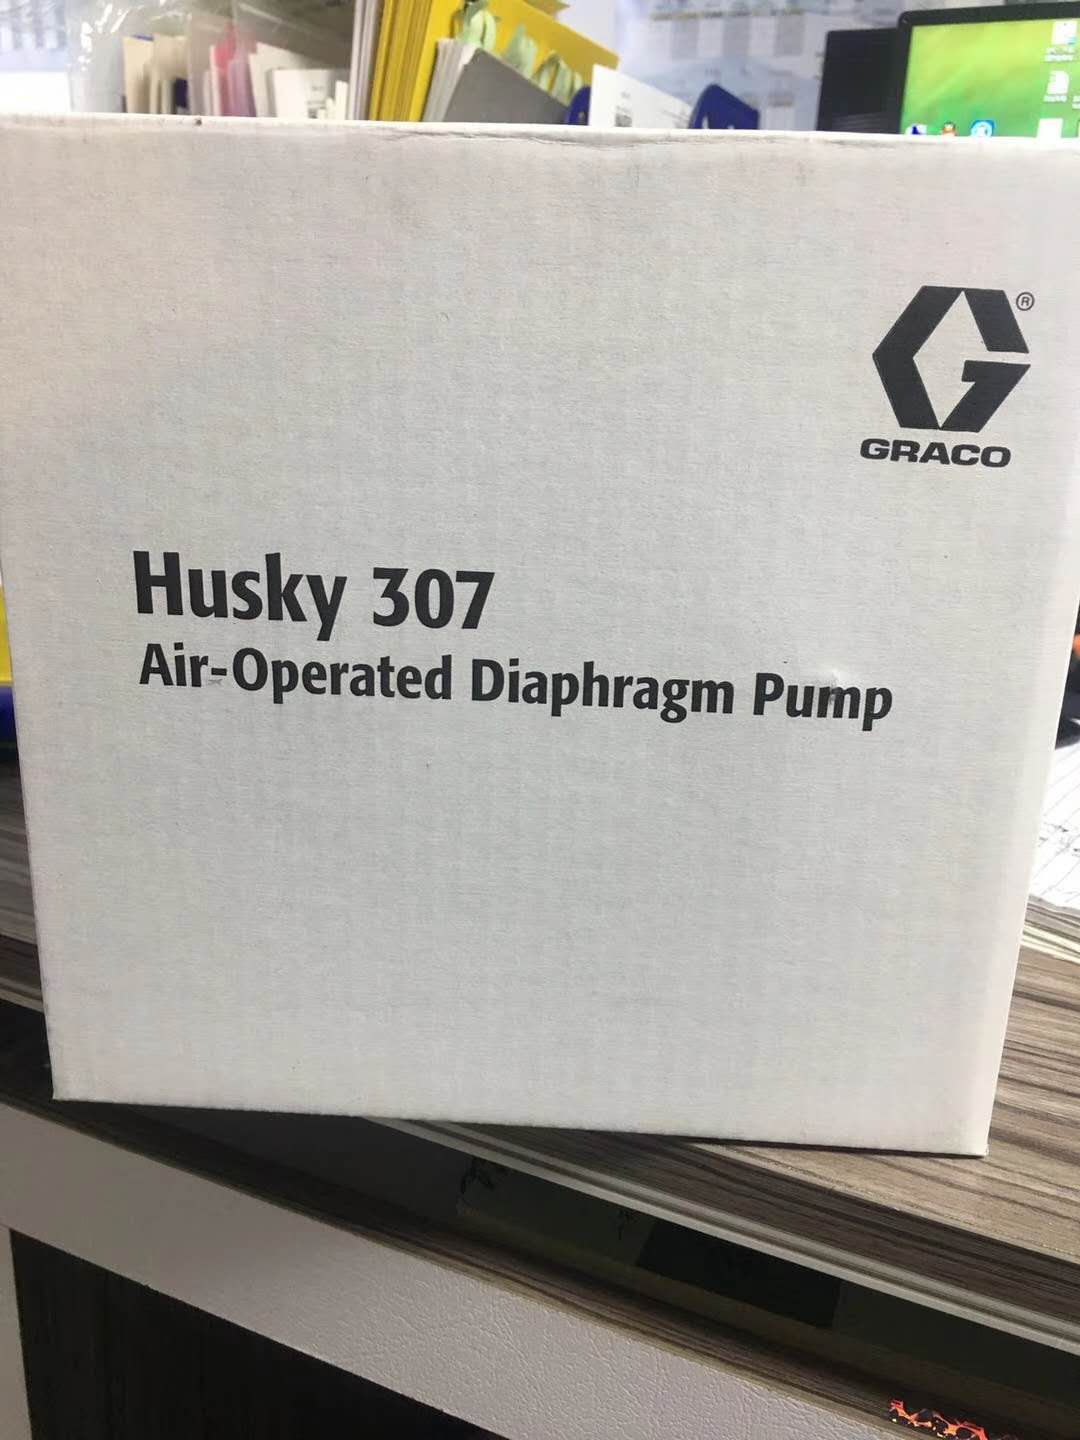 ®
GRACO
Husky 307
Air-Operated Diaphragm Pump